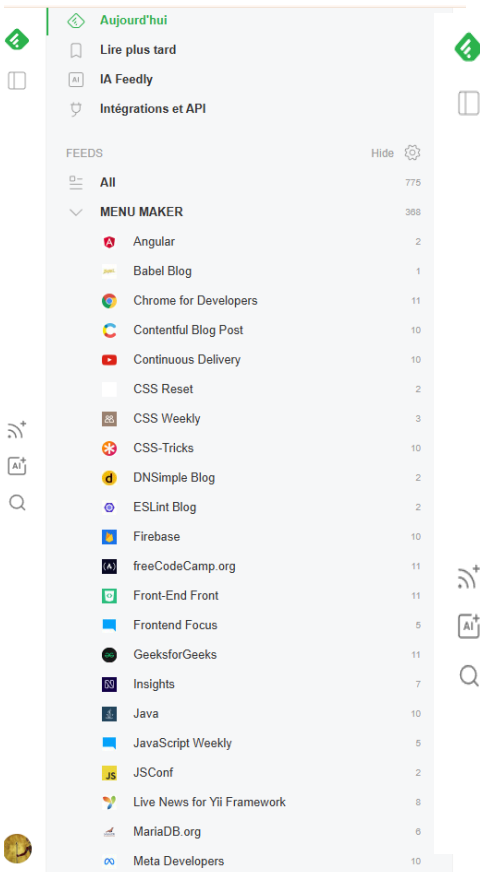 Aujourd'hui
Lire plus tard
AI IA Feedly
Intégrations et API
FEEDS Hide
All 775
MENU MAKER 368
Angular 2
Babel Blog 1
Chrome for Developers 11
Contentful Blog Post 10
Continuous Delivery 10
CSS Reset 2
CSS Weekly 3
CSS-Tricks 10
DNSimple Blog 2
ESLint Blog 2
Firebase 10
freeCodeCamp.org 11
Front-End Front 11
Frontend Focus 5
GeeksforGeeks 11
Insights 7
Java 10
JavaScript Weekly 5
JS JSConf 2
Live News for Yii Framework 8
MariaDB.org 6
Meta Developers 10
AI
AI